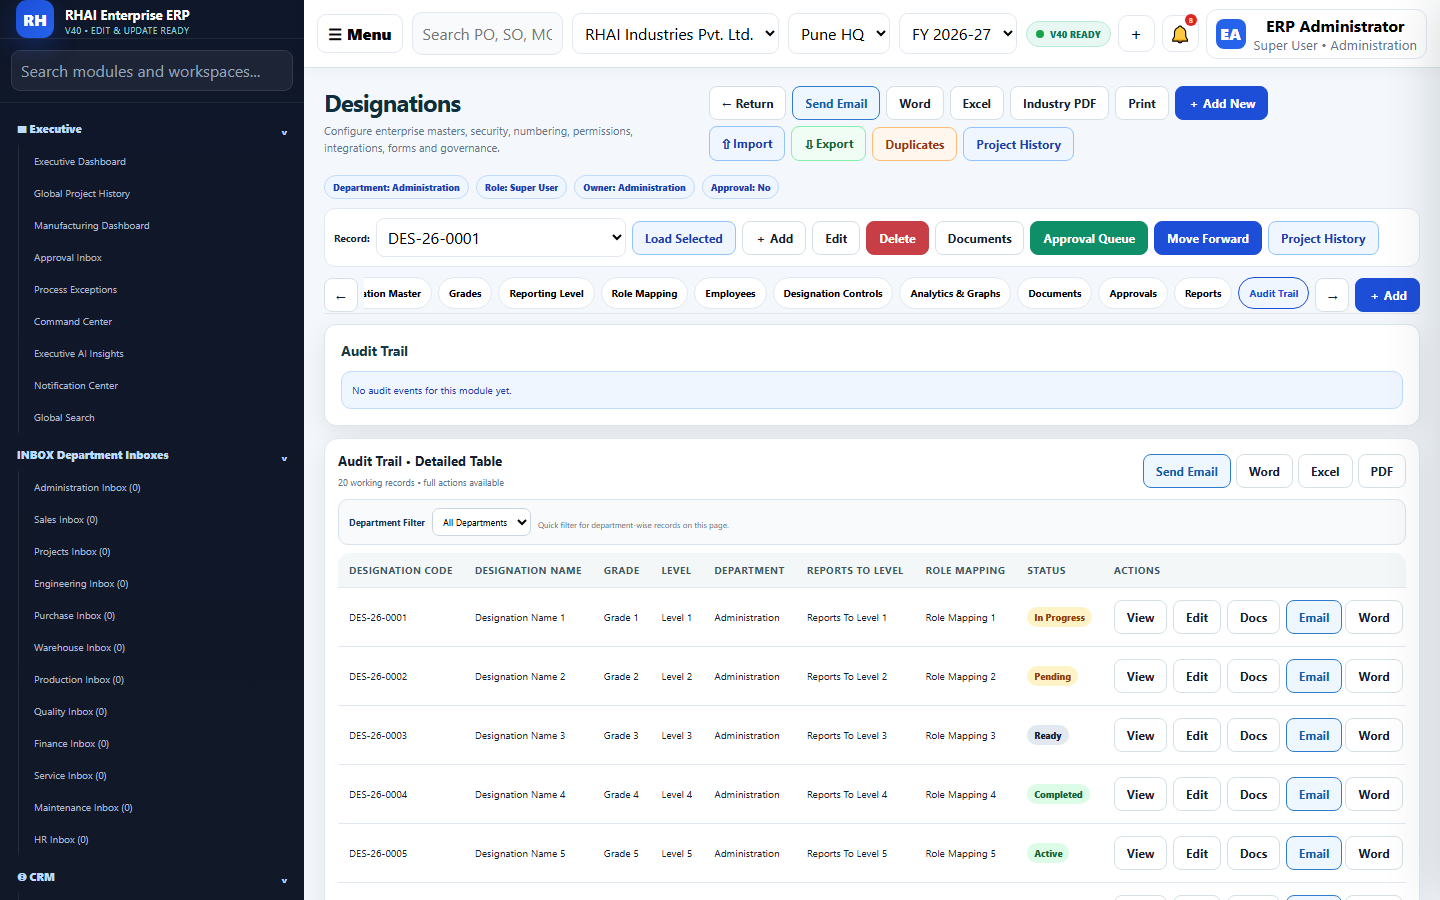 RH
RHAI Enterprise ERP
V40 • EDIT & UPDATE READY
Search modules and workspaces...
Executive
Executive Dashboard
Global Project History
Manufacturing Dashboard
Approval Inbox
Process Exceptions
Command Center
Executive AI Insights
Notification Center
Global Search
INBOX Department Inboxes
Administration Inbox (0)
Sales Inbox (0)
Projects Inbox (0)
Engineering Inbox (0)
Purchase Inbox (0)
Warehouse Inbox (0)
Production Inbox (0)
Quality Inbox (0)
Finance Inbox (0)
Service Inbox (0)
Maintenance Inbox (0)
HR Inbox (0)
CRM
☰ Menu
Search PO, SO, MO
RHAI Industries Pvt. Ltd.
Pune HQ
FY 2026-27
V40 READY
+
8
EA
ERP Administrator
Super User • Administration
Designations
Configure enterprise masters, security, numbering, permissions,
integrations, forms and governance.
← Return Send Email Word Excel Industry PDF Print + Add New
⇧ Import ⇩ Export Duplicates Project History
Department: Administration Role: Super User Owner: Administration Approval: No
Record: DES-26-0001 Load Selected + Add Edit Delete Documents Approval Queue Move Forward Project History
← ation Master Grades Reporting Level Role Mapping Employees Designation Controls Analytics & Graphs Documents Approvals Reports Audit Trail → + Add
Audit Trail
No audit events for this module yet.
Audit Trail • Detailed Table
20 working records • full actions available
Send Email Word Excel PDF
Department Filter All Departments Quick filter for department-wise records on this page.
DESIGNATION CODE DESIGNATION NAME GRADE LEVEL DEPARTMENT REPORTS TO LEVEL ROLE MAPPING STATUS ACTIONS
DES-26-0001 Designation Name 1 Grade 1 Level 1 Administration Reports To Level 1 Role Mapping 1 In Progress View Edit Docs Email Word
DES-26-0002 Designation Name 2 Grade 2 Level 2 Administration Reports To Level 2 Role Mapping 2 Pending View Edit Docs Email Word
DES-26-0003 Designation Name 3 Grade 3 Level 3 Administration Reports To Level 3 Role Mapping 3 Ready View Edit Docs Email Word
DES-26-0004 Designation Name 4 Grade 4 Level 4 Administration Reports To Level 4 Role Mapping 4 Completed View Edit Docs Email Word
DES-26-0005 Designation Name 5 Grade 5 Level 5 Administration Reports To Level 5 Role Mapping 5 Active View Edit Docs Email Word